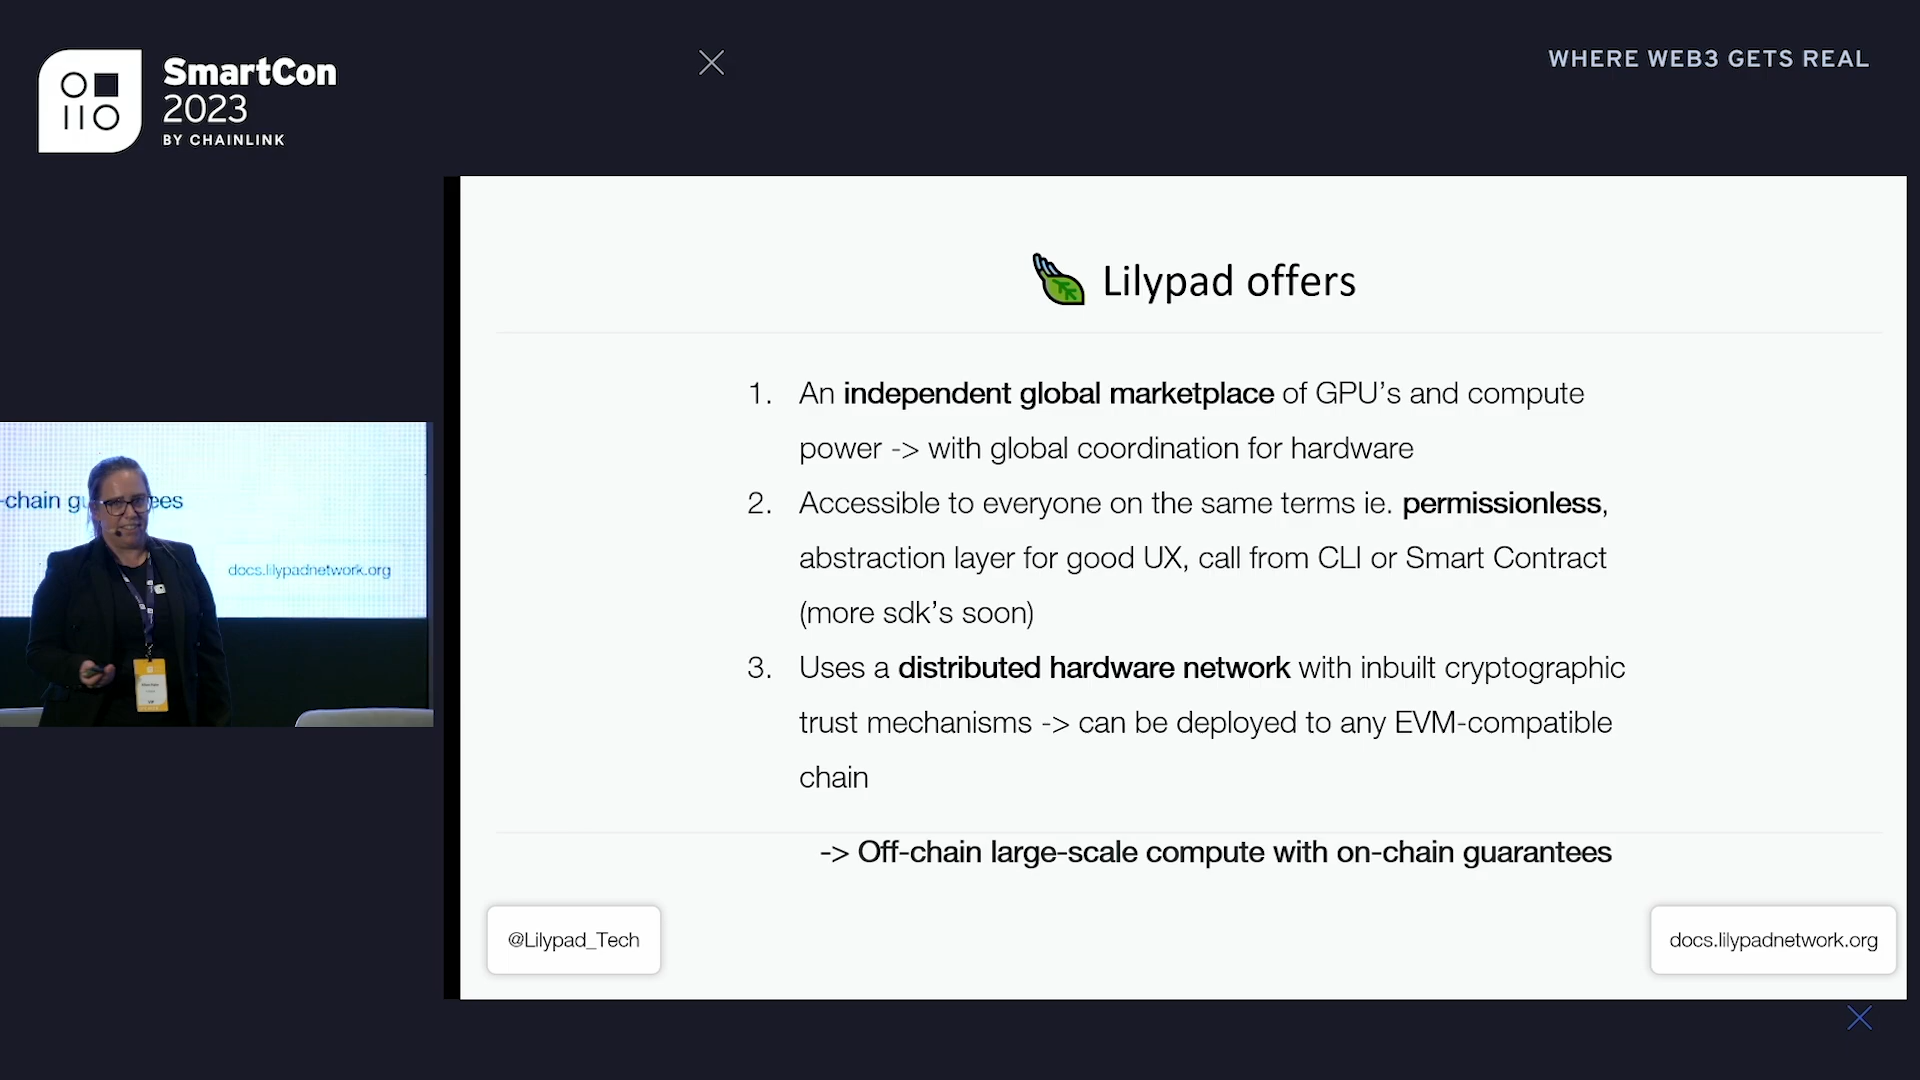 SmartCon
2023
BY CHAINLINK
WHERE WEB3 GETS REAL
Lilypad offers
1. An independent global marketplace of GPU's and compute
power -> with global coordination for hardware
2. Accessible to everyone on the same terms ie. permissionless,
abstraction layer for good UX, call from CLI or Smart Contract
(more sdk's soon)
3. Uses a distributed hardware network with inbuilt cryptographic
trust mechanisms -> can be deployed to any EVM-compatible
chain
-> Off-chain large-scale compute with on-chain guarantees
@Lilypad_Tech
docs.lilypadnetwork.org
-chain gu ees
docs.lilypadnetwork.org
VIP